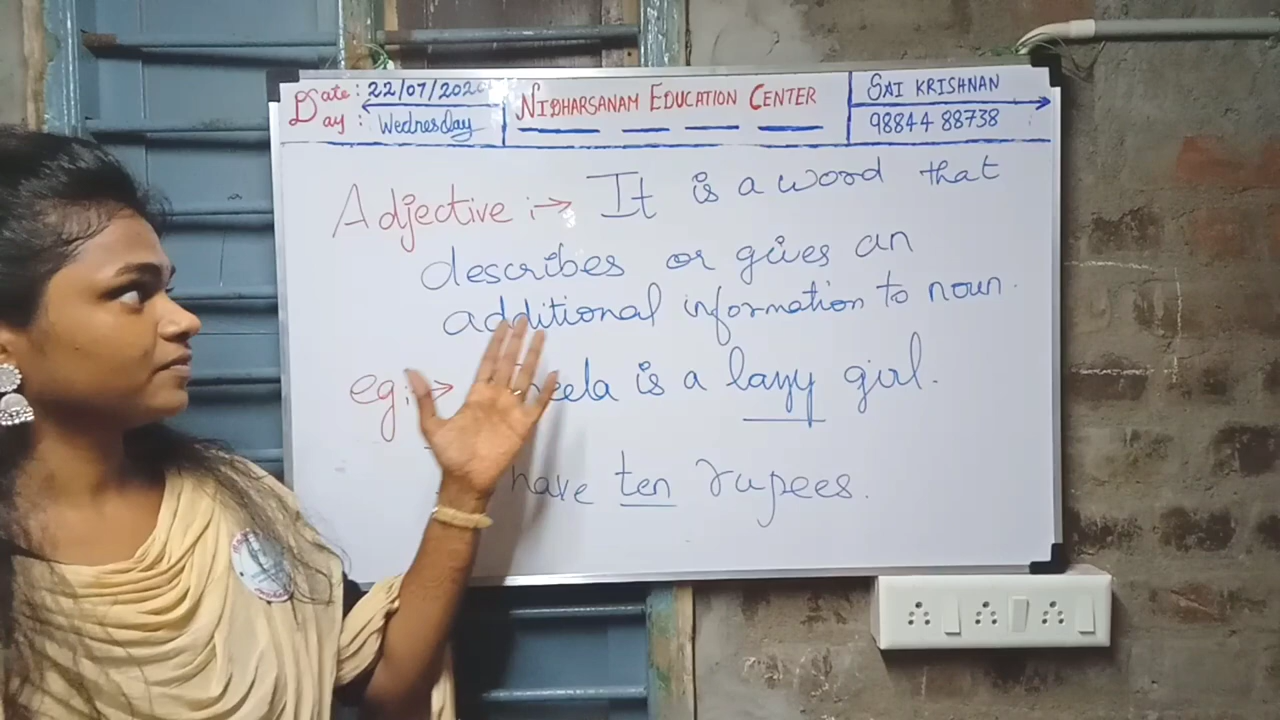 Date : 22/07/2020
Day : Wednesday
NIDHARSANAM EDUCATION CENTER
SAI KRISHNAN
98844 88738
Adjective :-> It is a word that
describes or gives an
additional information to noun.
eg :-> is a lazy girl.
have ten rupees.